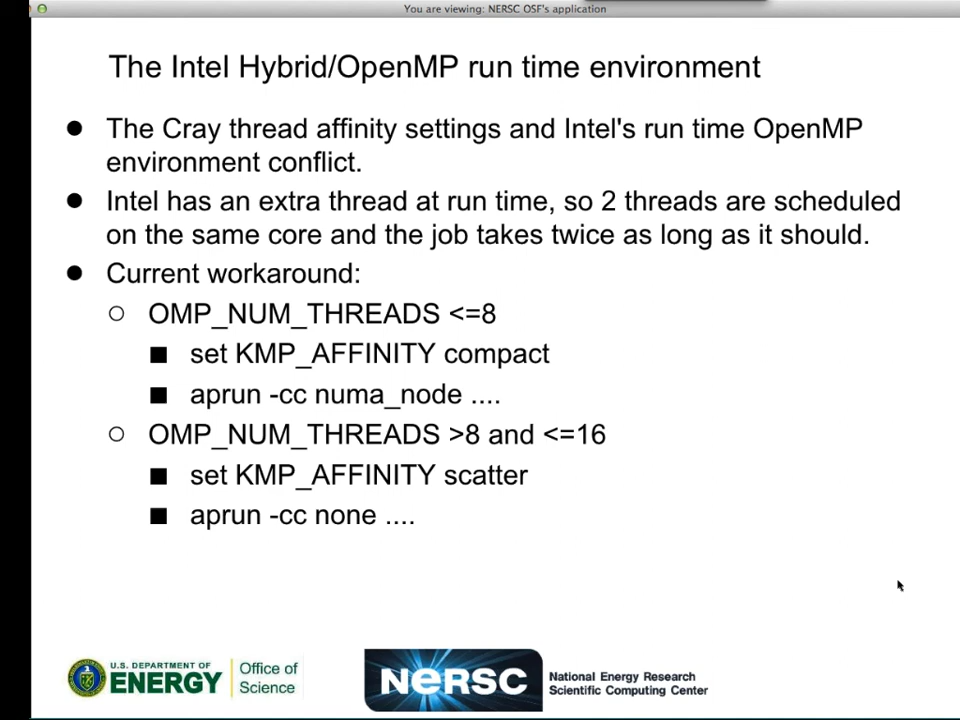 You are viewing: NERSC OSF's application
The Intel Hybrid/OpenMP run time environment
● The Cray thread affinity settings and Intel's run time OpenMP
environment conflict.
● Intel has an extra thread at run time, so 2 threads are scheduled
on the same core and the job takes twice as long as it should.
● Current workaround:
○ OMP_NUM_THREADS <=8
■ set KMP_AFFINITY compact
■ aprun -cc numa_node ....
○ OMP_NUM_THREADS >8 and <=16
■ set KMP_AFFINITY scatter
■ aprun -cc none ....
U.S. DEPARTMENT OF
ENERGY
Office of
Science
NERSC
National Energy Research
Scientific Computing Center